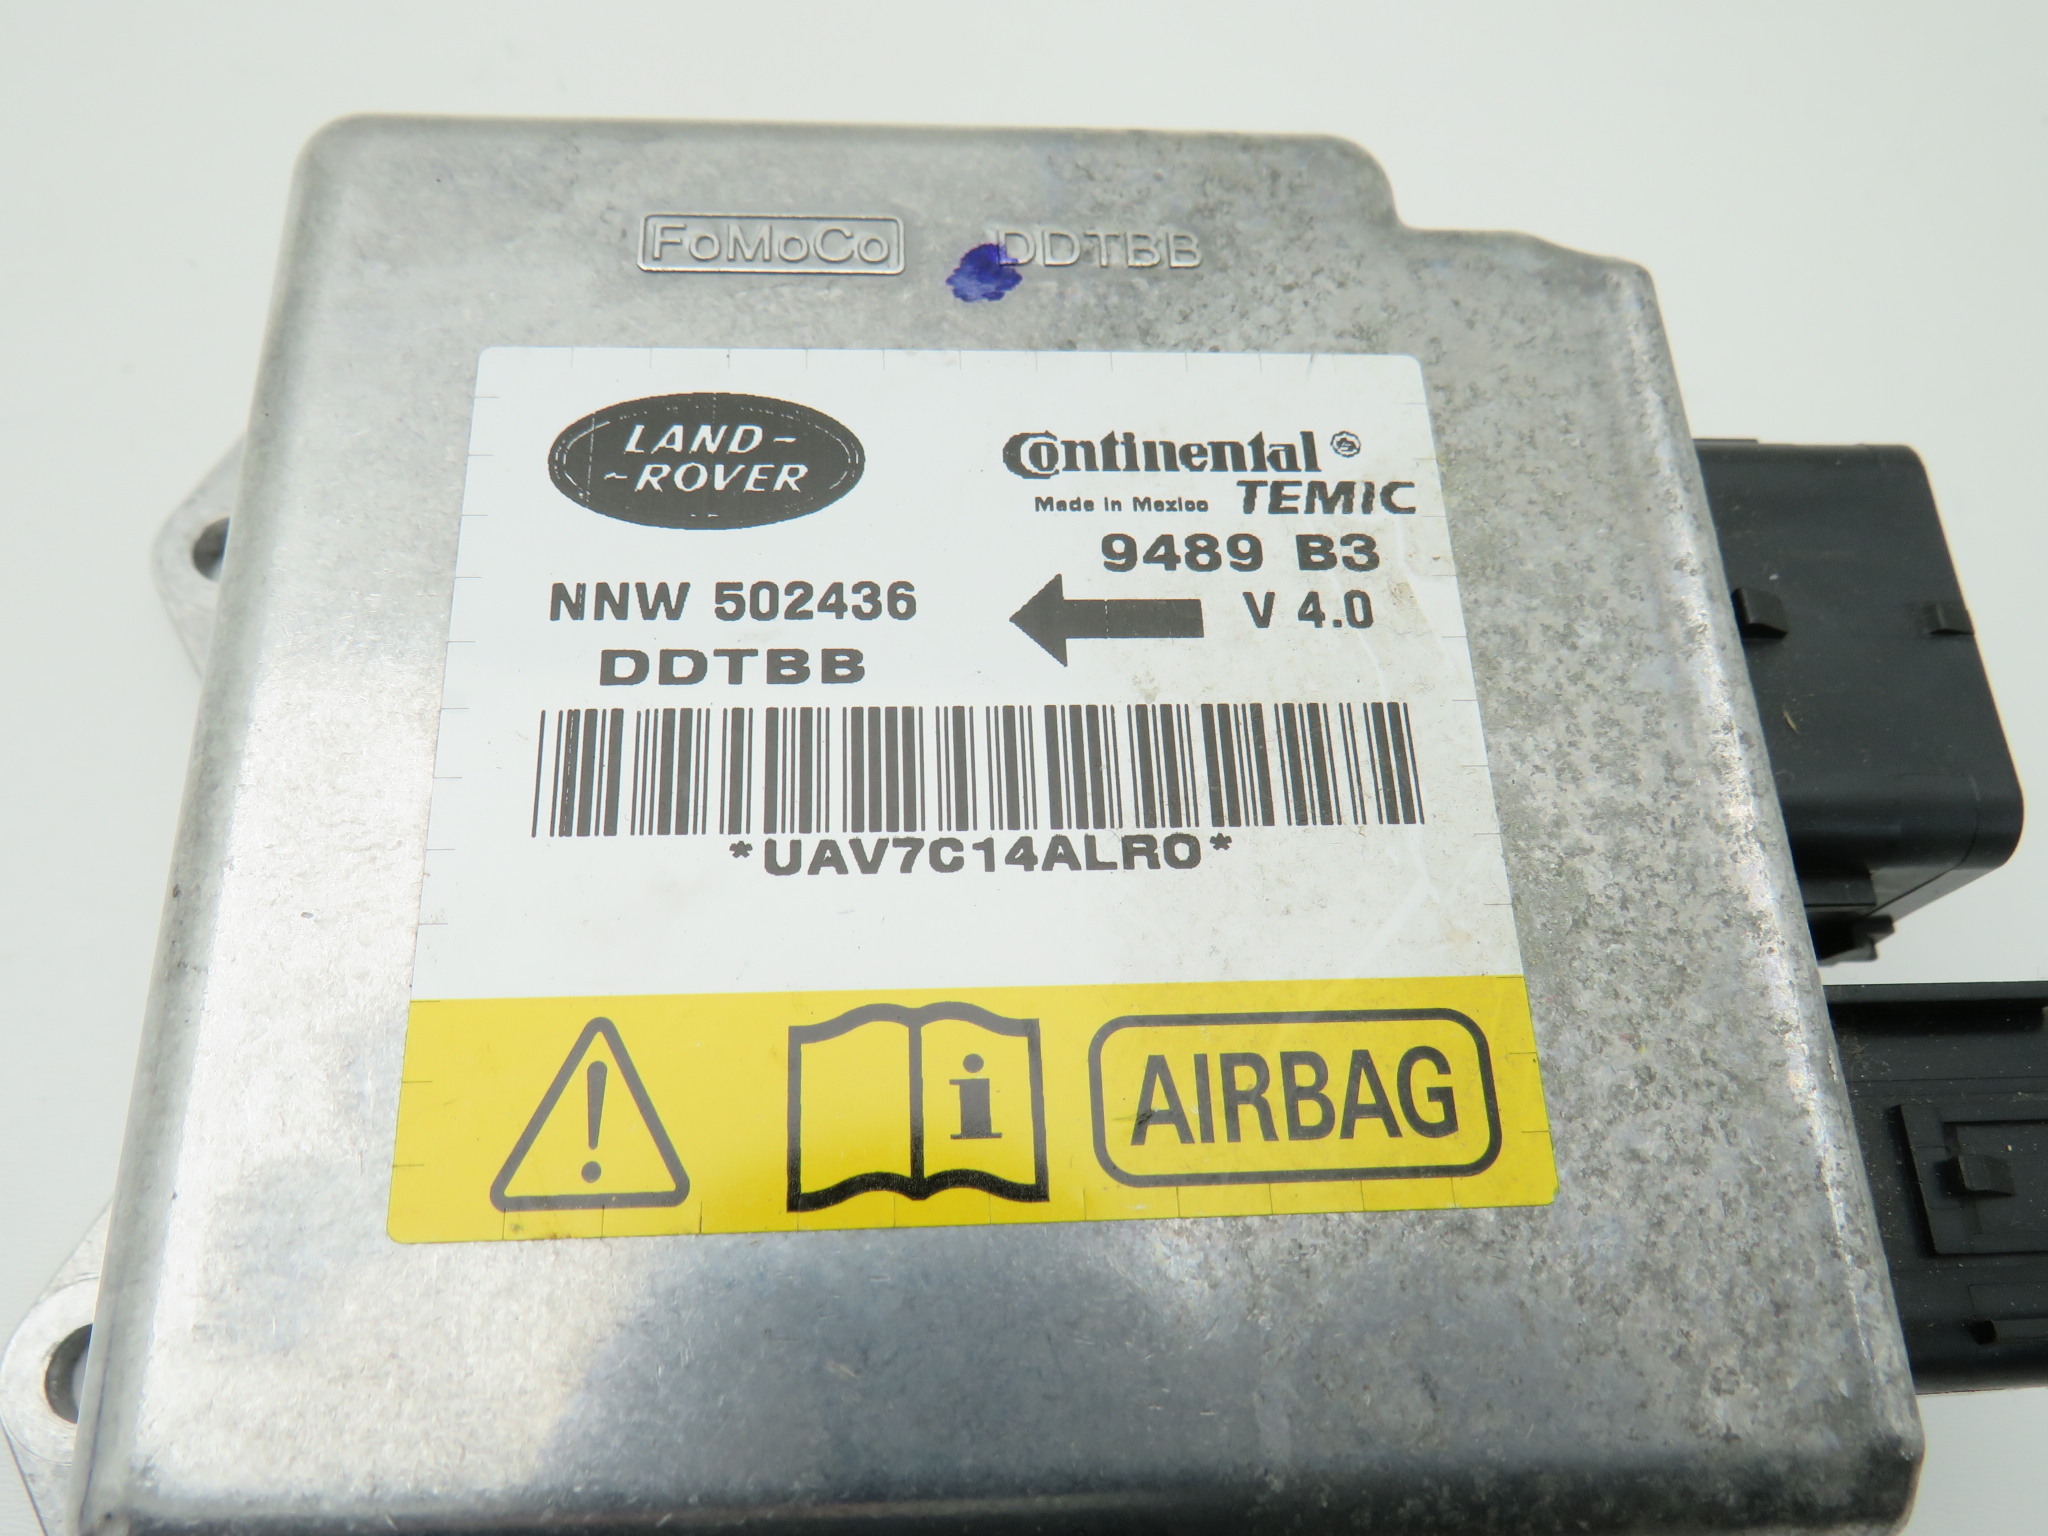 FoMoCo DDTBB
LAND-
~ROVER
Continental®
Made in Mexico TEMIC
9489 B3
NNW 502436
V 4.0
DDTBB
*UAV7C14ALRO*
! i AIRBAG